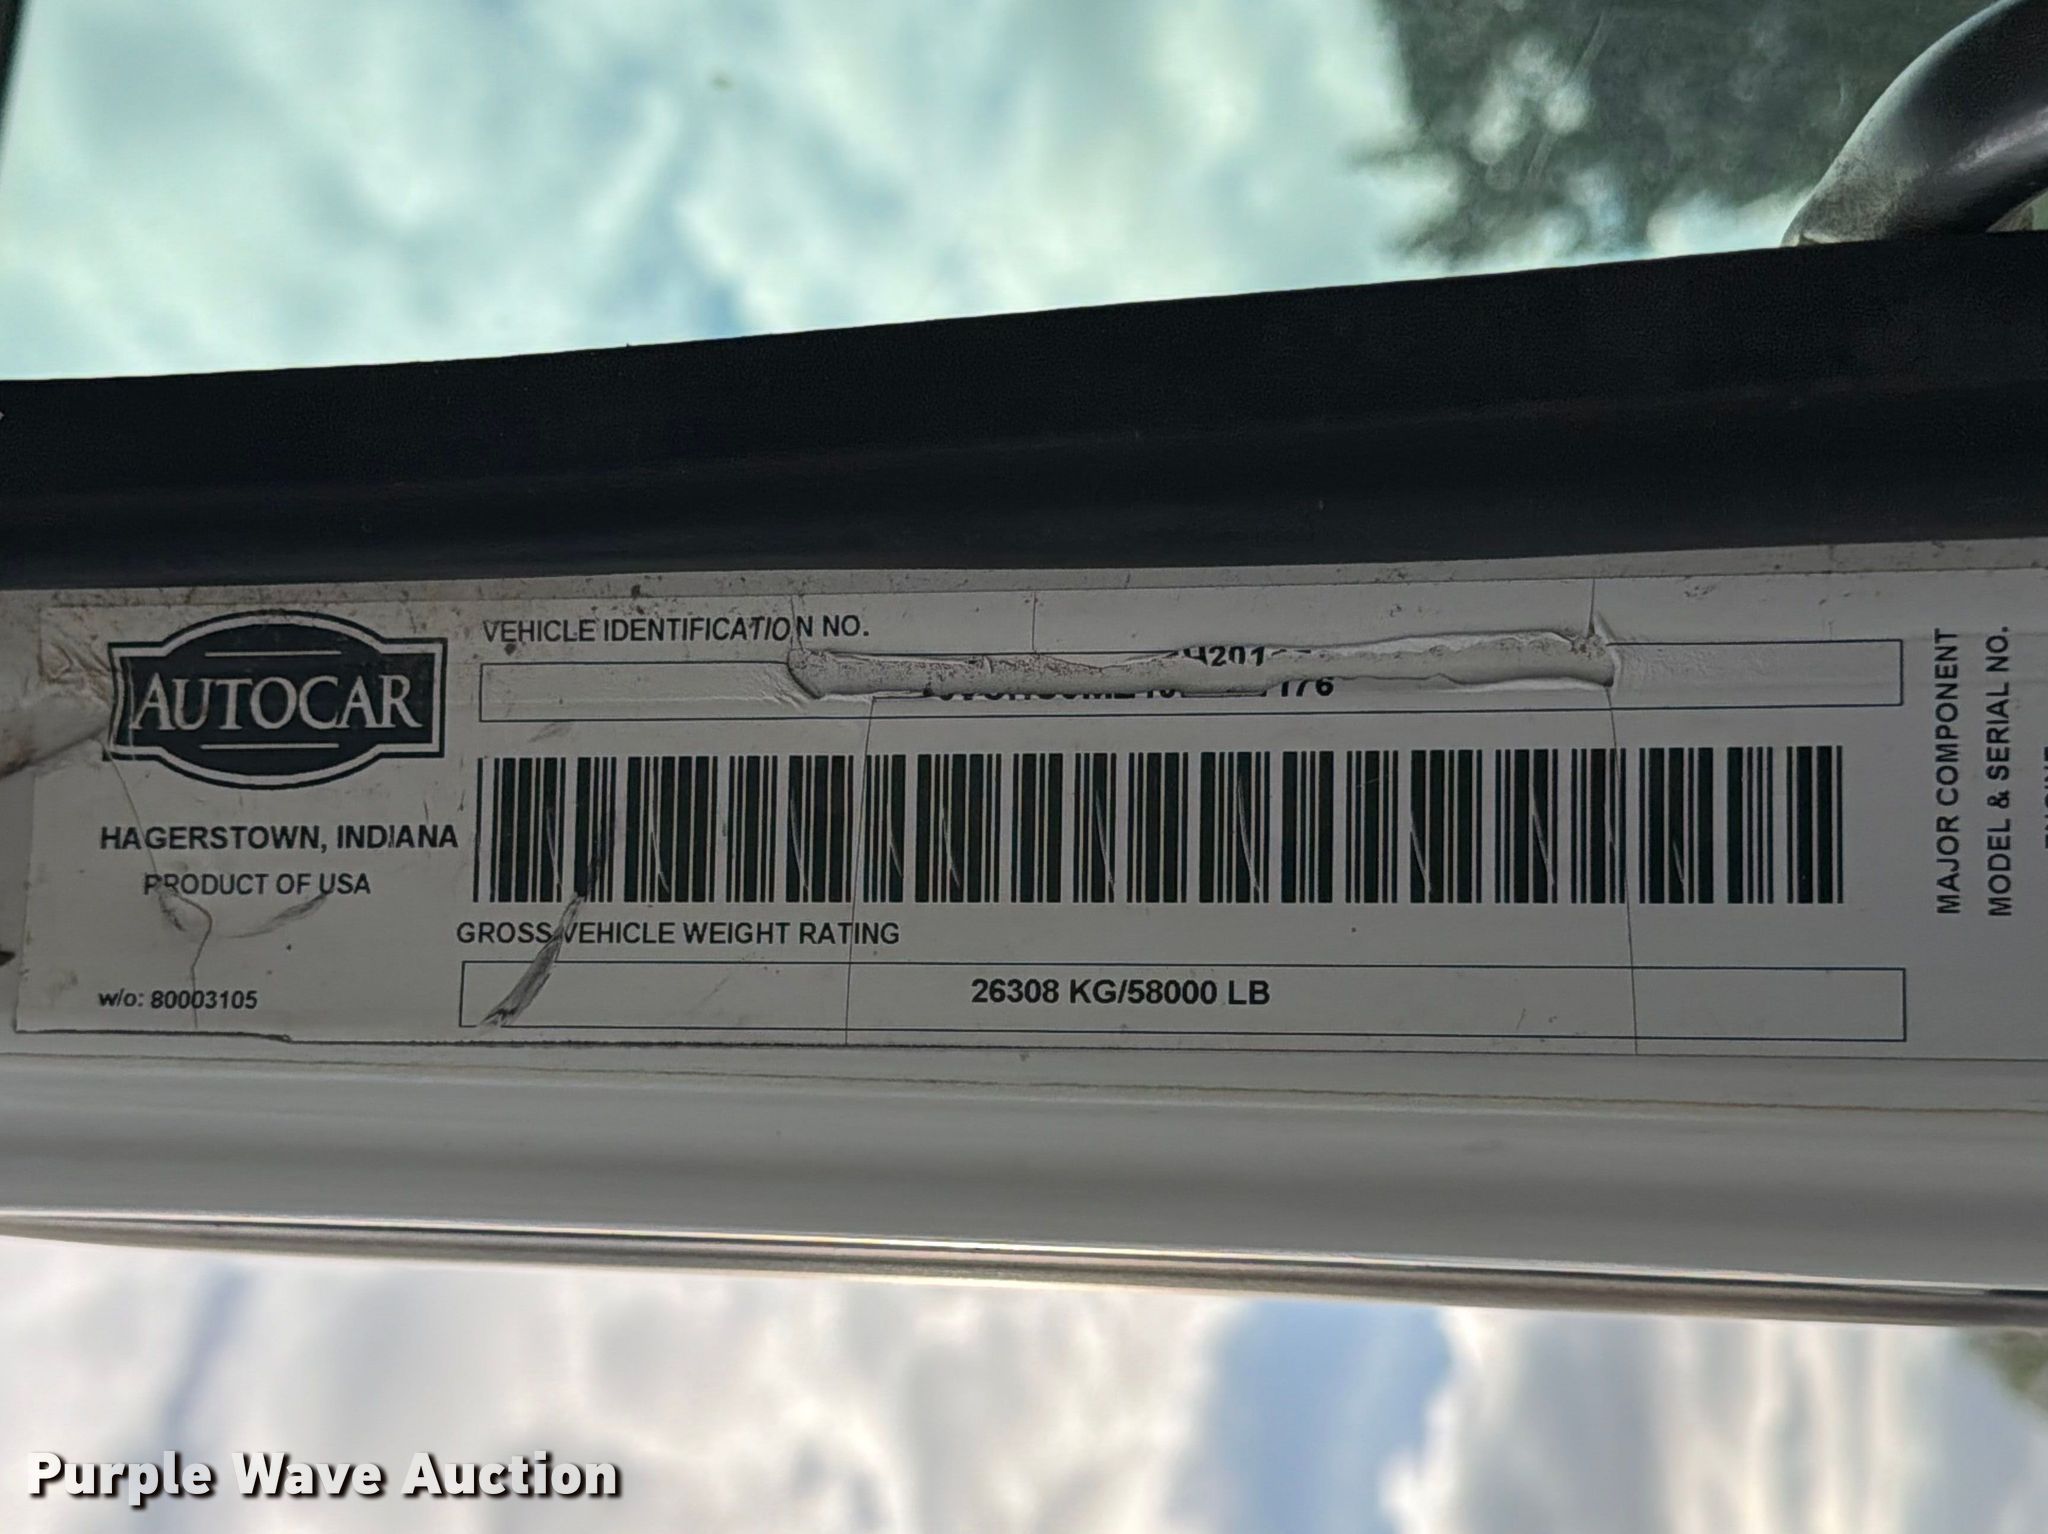 AUTOCAR
HAGERSTOWN, INDIANA
PRODUCT OF USA
w/o: 80003105
VEHICLE IDENTIFICATION NO.
GROSS VEHICLE WEIGHT RATING
26308 KG/58000 LB
MAJOR COMPONENT
MODEL & SERIAL NO.
Purple Wave Auction